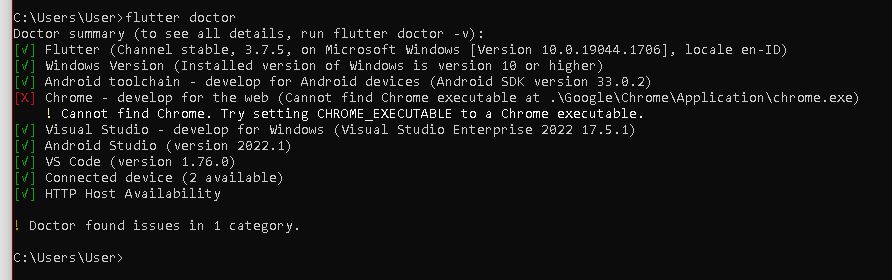 C:\Users\User>flutter doctor
Doctor summary (to see all details, run flutter doctor -v):
[√] Flutter (Channel stable, 3.7.5, on Microsoft Windows [Version 10.0.19044.1706], locale en-ID)
[√] Windows Version (Installed version of Windows is version 10 or higher)
[√] Android toolchain - develop for Android devices (Android SDK version 33.0.2)
[X] Chrome - develop for the web (Cannot find Chrome executable at .\Google\Chrome\Application\chrome.exe)
! Cannot find Chrome. Try setting CHROME_EXECUTABLE to a Chrome executable.
[√] Visual Studio - develop for Windows (Visual Studio Enterprise 2022 17.5.1)
[√] Android Studio (version 2022.1)
[√] VS Code (version 1.76.0)
[√] Connected device (2 available)
[√] HTTP Host Availability
! Doctor found issues in 1 category.
C:\Users\User>